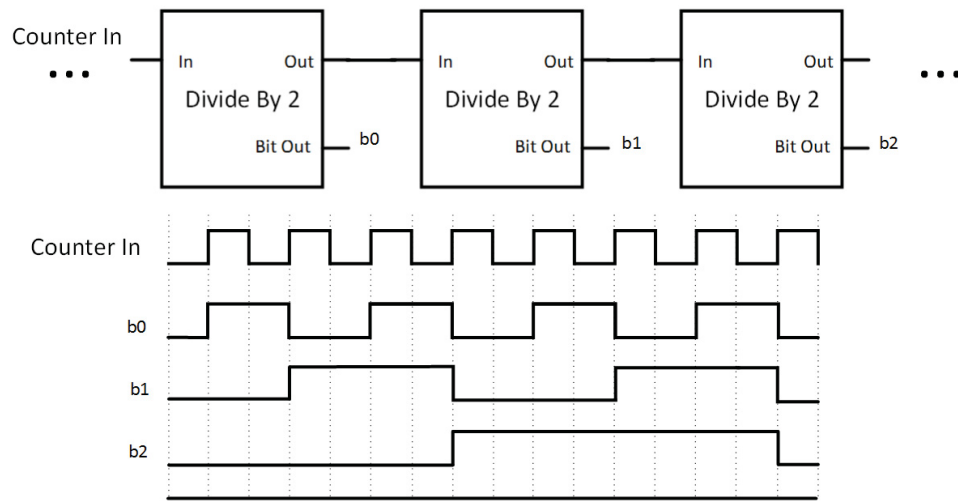 Counter In
...
In Out
Divide By 2
Bit Out
b0
In Out
Divide By 2
Bit Out
b1
In Out
Divide By 2
Bit Out
b2
...
Counter In
b0
b1
b2